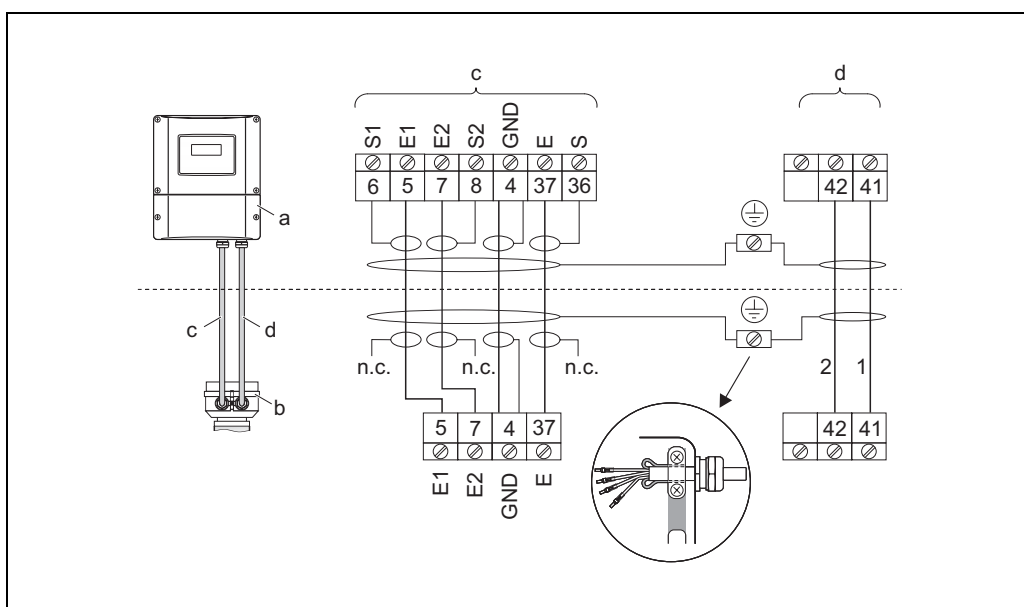 c
d
S1 E1 E2 S2 GND E S
6 5 7 8 4 37 36
42 41
a
c
d
n.c. n.c. n.c.
2 1
b
5 7 4 37
42 41
E1 E2 GND E